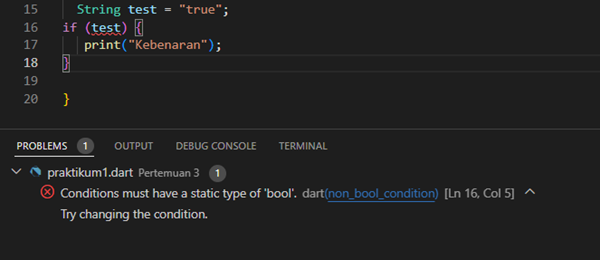 15 String test = "true";
16 if (test) {
17 print("Kebenaran");
18 }
19
20 }
PROBLEMS 1 OUTPUT DEBUG CONSOLE TERMINAL
praktikum1.dart Pertemuan 3 1
Conditions must have a static type of 'bool'. dart(non_bool_condition) [Ln 16, Col 5]
Try changing the condition.